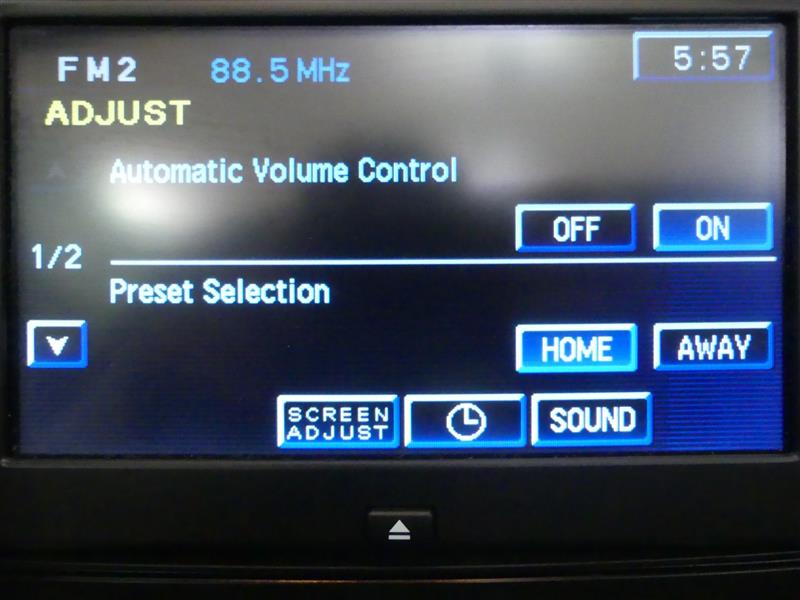 FM2 88.5 MHz 5:57
ADJUST
Automatic Volume Control
OFF ON
1/2
Preset Selection
HOME AWAY
SCREEN ADJUST SOUND